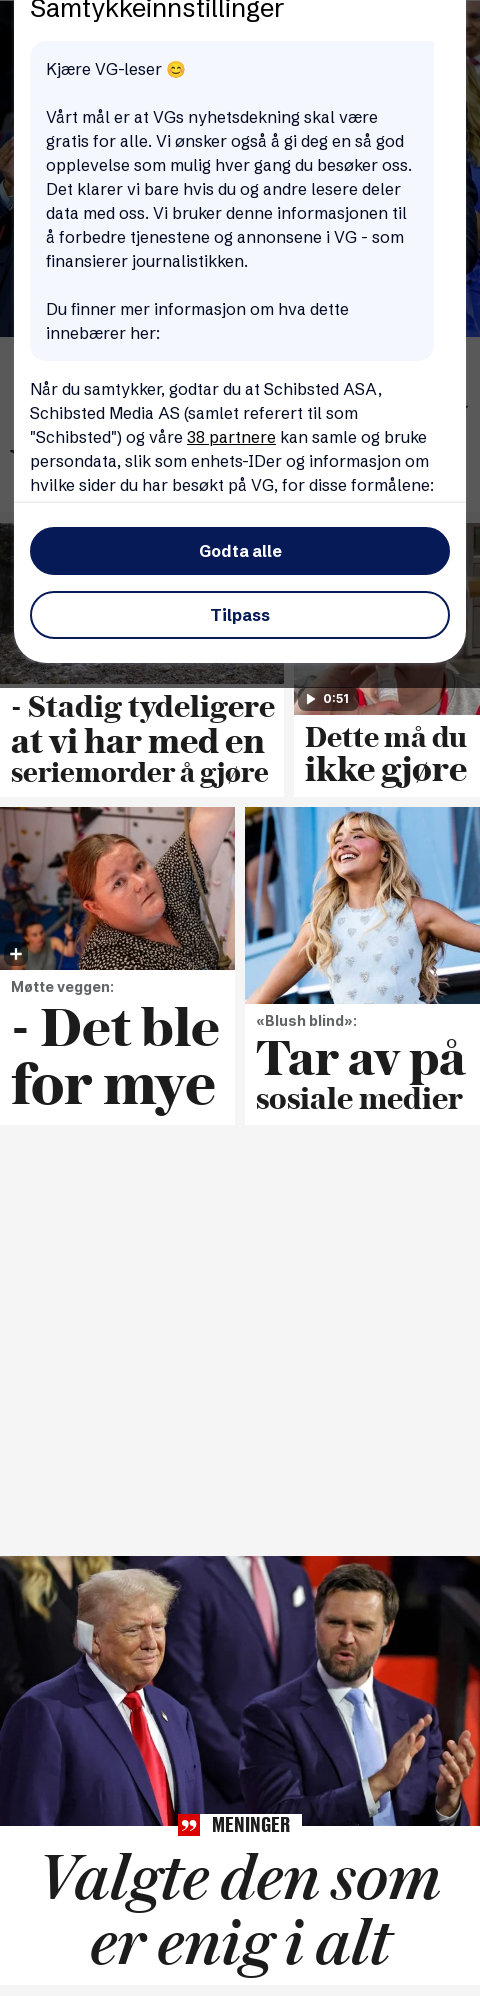 Samtykkeinnstillinger
Kjære VG-leser 😊
Vårt mål er at VGs nyhetsdekning skal være
gratis for alle. Vi ønsker også å gi deg en så god
opplevelse som mulig hver gang du besøker oss.
Det klarer vi bare hvis du og andre lesere deler
data med oss. Vi bruker denne informasjonen til
å forbedre tjenestene og annonsene i VG - som
finansierer journalistikken.
Du finner mer informasjon om hva dette
innebærer her:
Når du samtykker, godtar du at Schibsted ASA,
Schibsted Media AS (samlet referert til som
"Schibsted") og våre 38 partnere kan samle og bruke
persondata, slik som enhets-IDer og informasjon om
hvilke sider du har besøkt på VG, for disse formålene:
Godta alle
Tilpass
- Stadig tydeligere
at vi har med en
seriemorder å gjøre
0:51
Dette må du
ikke gjøre
Møtte veggen:
- Det ble
for mye
«Blush blind»:
Tar av på
sosiale medier
MENINGER
Valgte den som
er enig i alt